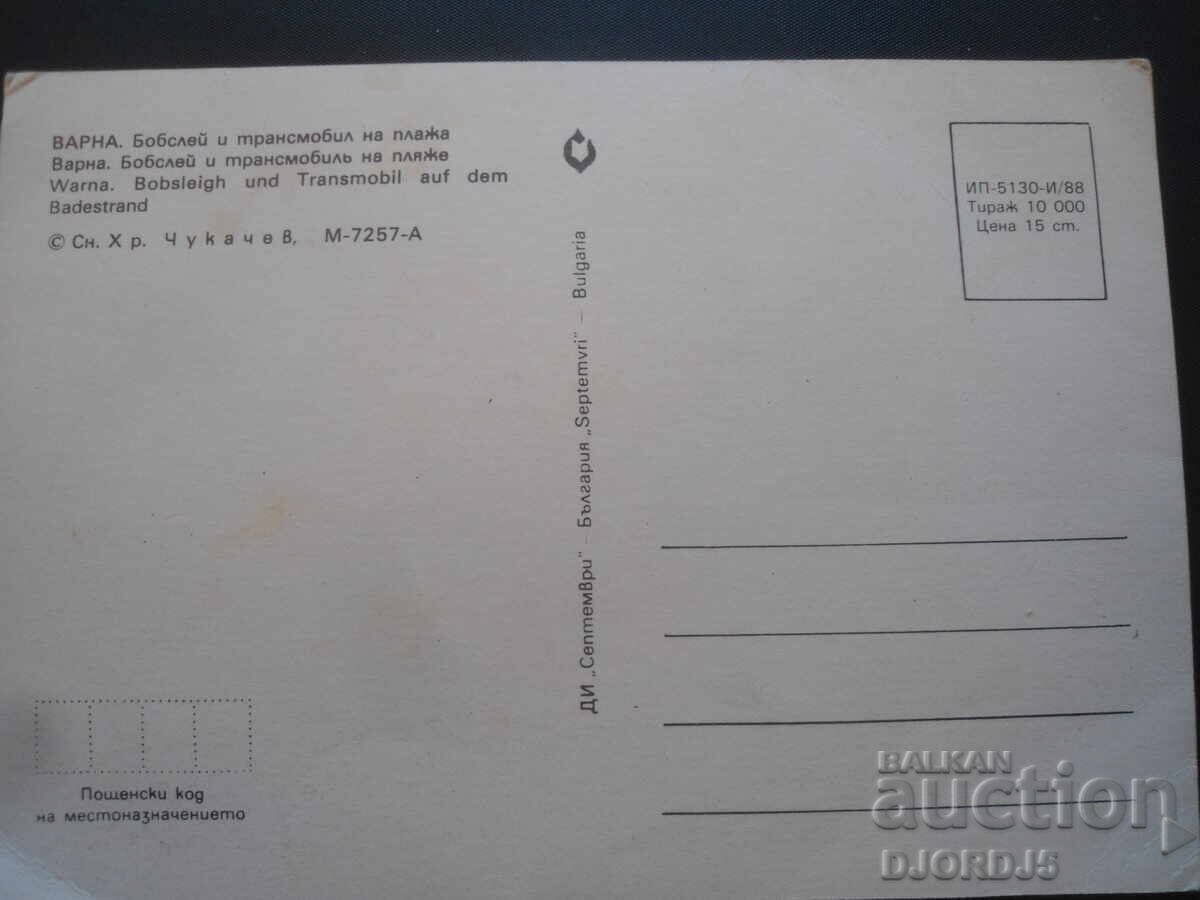 ВАРНА. Бобслей и трансмобил на плажа
Варна. Бобслей и трансмобиль на пляже
Warna. Bobsleigh und Transmobil auf dem
Badestrand
© Сн. Хр. Чукачев, М-7257-А
ДИ „Септември" – България „Septemvri" – Bulgaria
ИП-5130-И/88
Тираж 10 000
Цена 15 ст.
Пощенски код
на местоназначението
BALKAN
auction
DJORDJ5